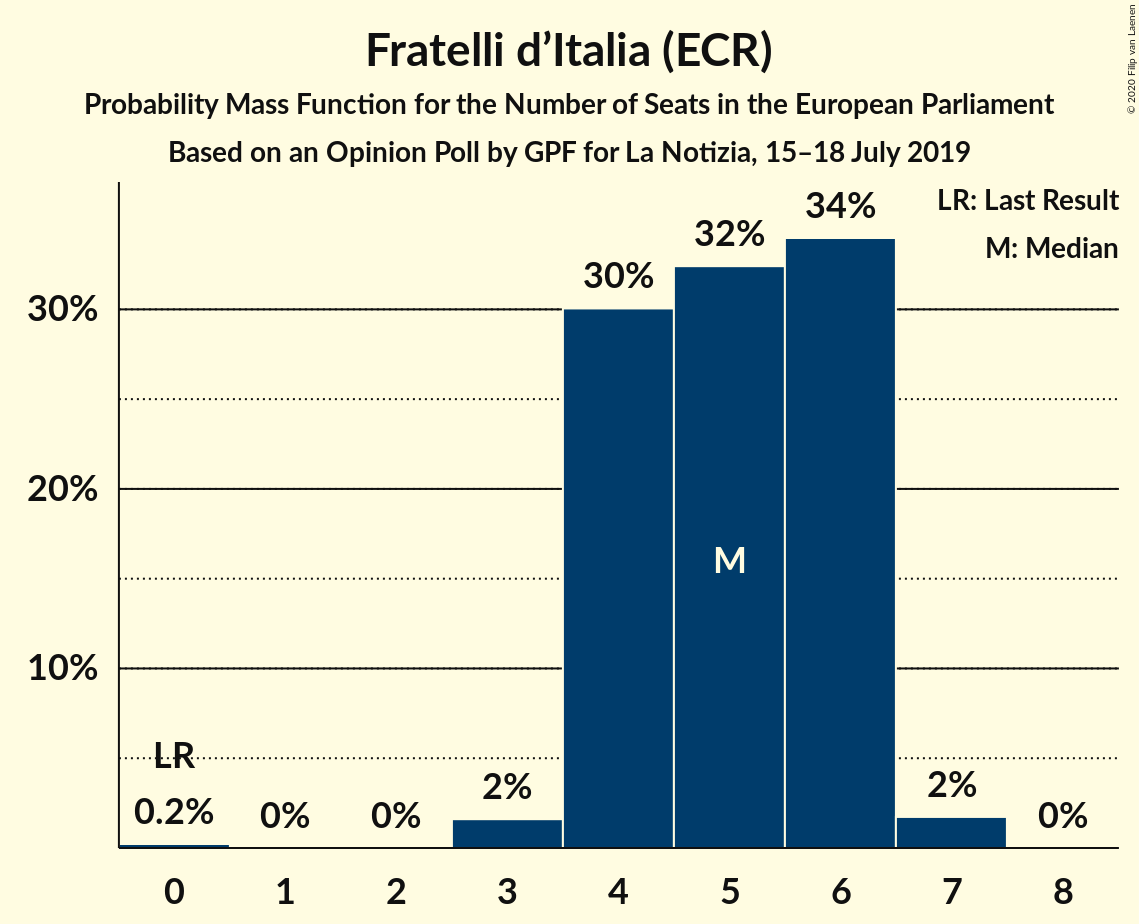 Fratelli d’Italia (ECR)
Probability Mass Function for the Number of Seats in the European Parliament
Based on an Opinion Poll by GPF for La Notizia, 15–18 July 2019
© 2020 Filip van Laenen
LR: Last Result
M: Median
34%
32%
30%
30%
20%
10%
M
LR
0.2%
0%
0%
2%
2%
0%
0 1 2 3 4 5 6 7 8